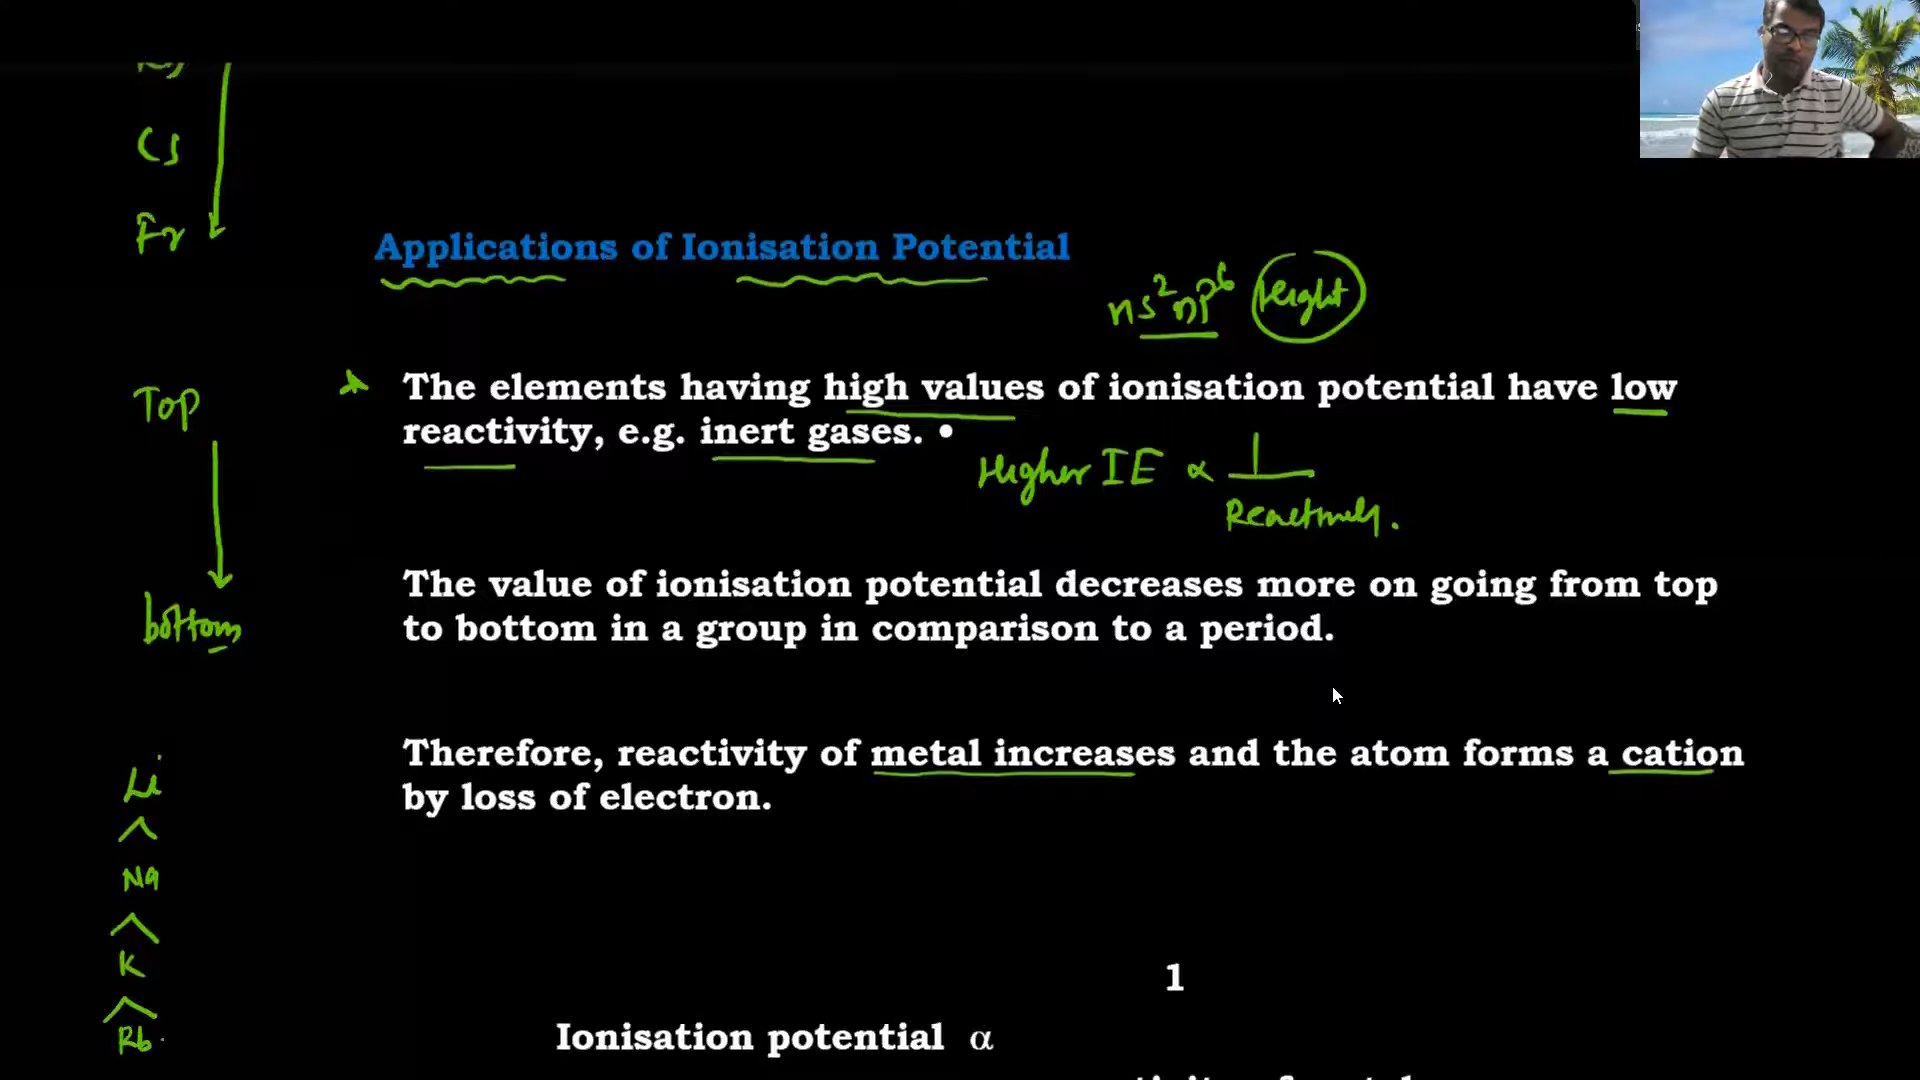 Cs
Fr
Applications of Ionisation Potential
ns²np⁶
Top
The elements having high values of ionisation potential have low
reactivity, e.g. inert gases. •
Higher IE ∝ 1
Reactivity.
The value of ionisation potential decreases more on going from top
to bottom in a group in comparison to a period.
bottom
Therefore, reactivity of metal increases and the atom forms a cation
by loss of electron.
Li
^
Na
^
K
^
Rb
1
Ionisation potential α